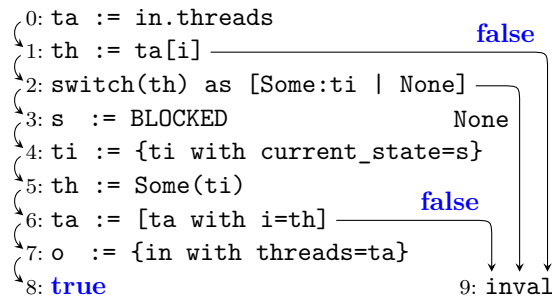 0: ta := in.threads
false
1: th := ta[i]
2: switch(th) as [Some:ti | None]
3: s := BLOCKED
None
4: ti := {ti with current_state=s}
5: th := Some(ti)
false
6: ta := [ta with i=th]
7: o := {in with threads=ta}
8: true
9: inval